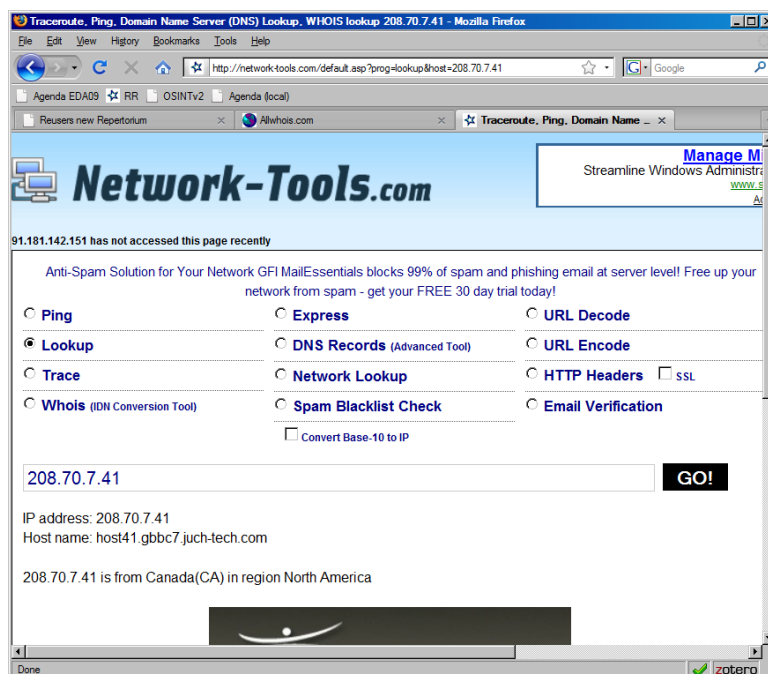 Traceroute, Ping, Domain Name Server (DNS) Lookup, WHOIS lookup 208.70.7.41 - Mozilla Firefox
File Edit View History Bookmarks Tools Help
http://network-tools.com/default.asp?prog=lookup&host=208.70.7.41
G Google
Agenda EDA09 RR OSINTv2 Agenda (local)
Reusers new Repertorium Allwhois.com Traceroute, Ping, Domain Name ...
Network-Tools.com
Manage Mi
Streamline Windows Administra
www.s
Ad
91.181.142.151 has not accessed this page recently
Anti-Spam Solution for Your Network GFI MailEssentials blocks 99% of spam and phishing email at server level! Free up your
network from spam - get your FREE 30 day trial today!
Ping Express URL Decode
Lookup DNS Records (Advanced Tool) URL Encode
Trace Network Lookup HTTP Headers SSL
Whois (IDN Conversion Tool) Spam Blacklist Check Email Verification
Convert Base-10 to IP
208.70.7.41 GO!
IP address: 208.70.7.41
Host name: host41.gbbc7.juch-tech.com
208.70.7.41 is from Canada(CA) in region North America
Done zotero